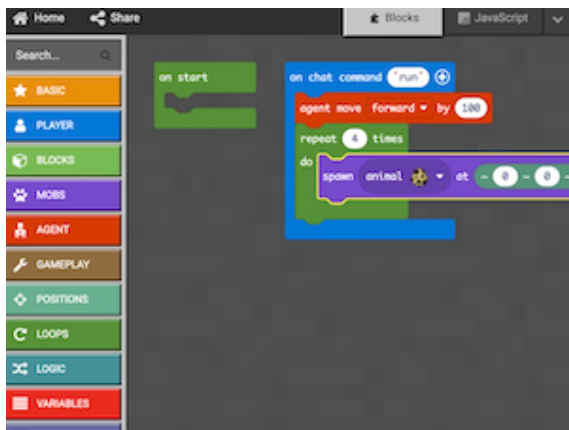 Home Share Blocks JavaScript
Search...
BASIC
PLAYER
BLOCKS
MOBS
AGENT
GAMEPLAY
POSITIONS
LOOPS
LOGIC
VARIABLES
on start
on chat command "run"
agent move forward by 100
repeat 4 times
do
spawn animal at ~ 0 ~ 0 ~